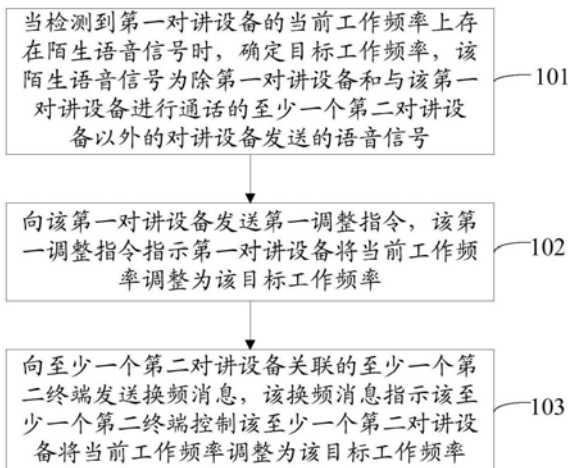 当检测到第一对讲设备的当前工作频率上存
在陌生语音信号时，确定目标工作频率，该
陌生语音信号为除第一对讲设备和与该第一
对讲设备进行通话的至少一个第二对讲设
备以外的对讲设备发送的语音信号
101
向该第一对讲设备发送第一调整指令，该第
一调整指令指示第一对讲设备将当前工作频
率调整为该目标工作频率
102
向至少一个第二对讲设备关联的至少一个第
二终端发送换频消息，该换频消息指示该至
少一个第二终端控制该至少一个第二对讲设
备将当前工作频率调整为该目标工作频率
103